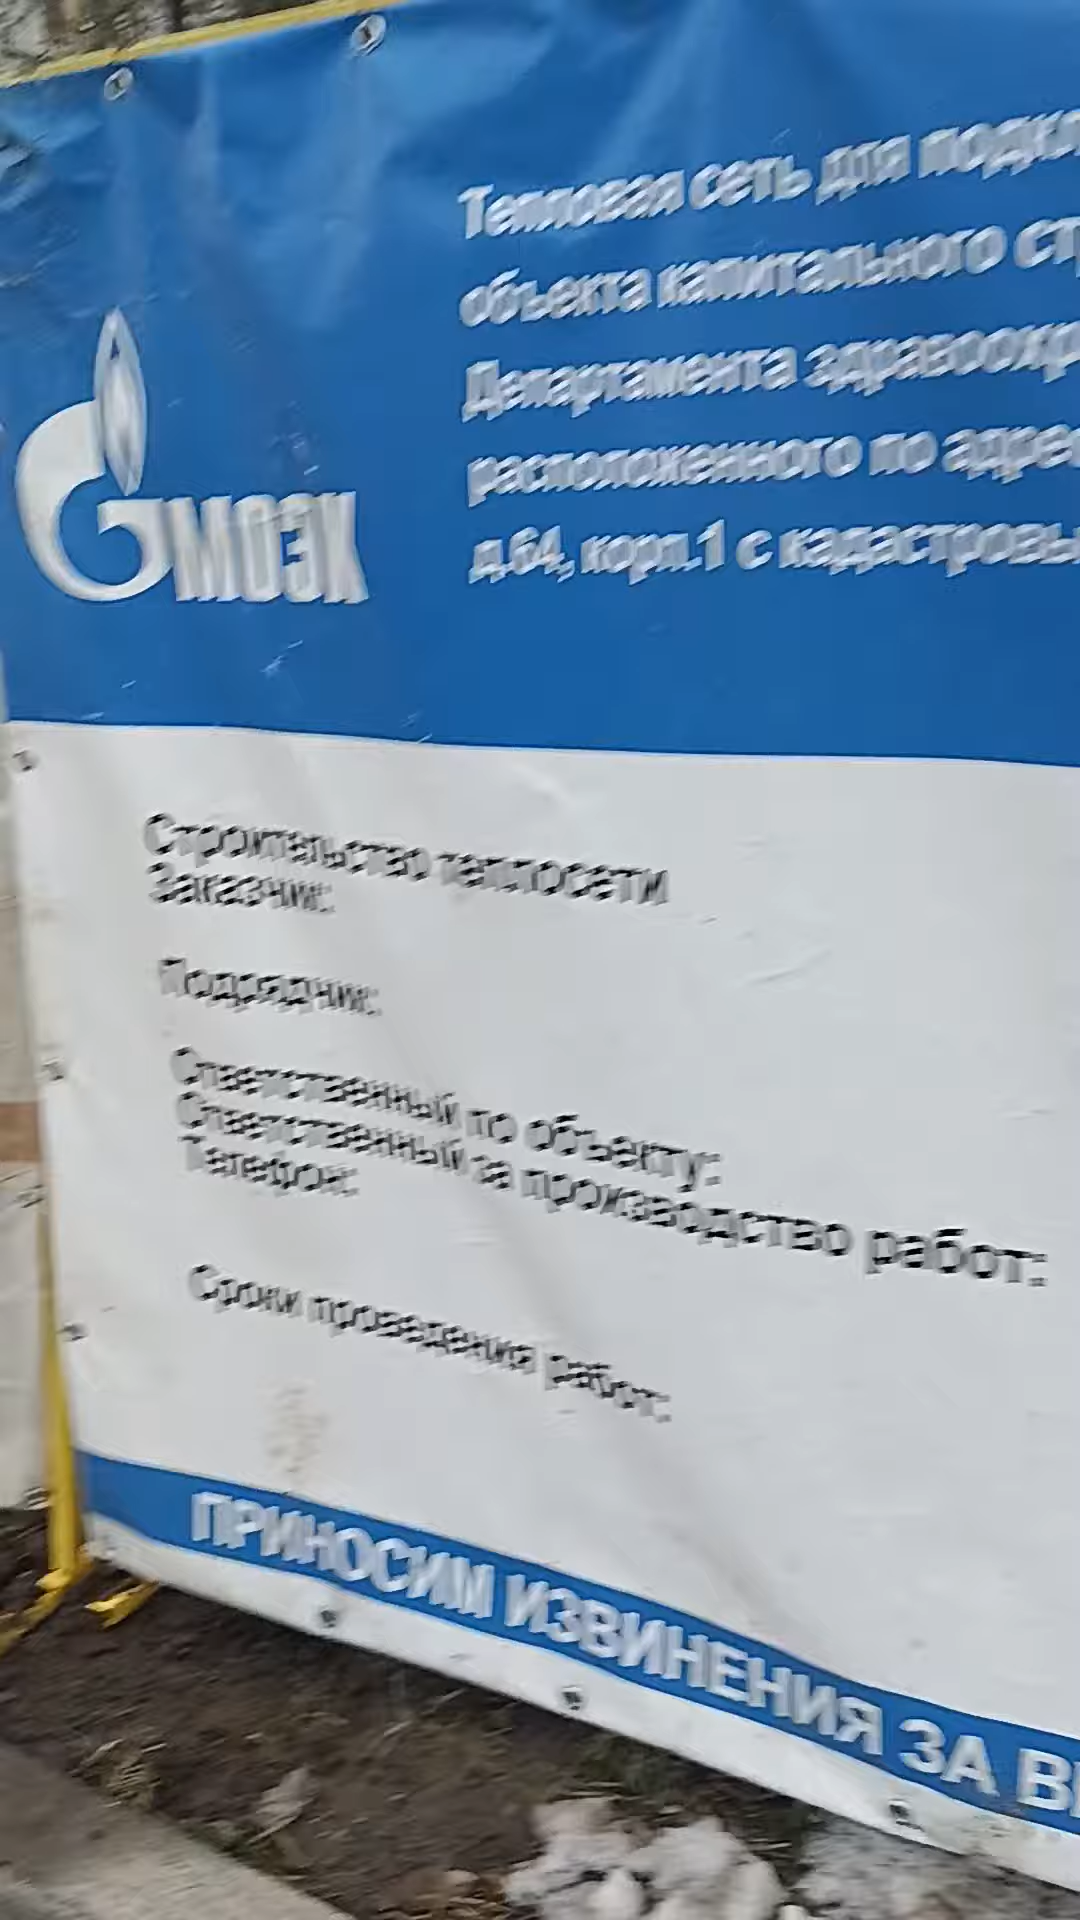 Тепловая сеть для подкл
объекта капитального ст
Департамента здравоохр
расположенного по адре
д.64, корп.1 с кадастровы
МОЭК
Строительство теплосети
Заказчик:
Подрядчик:
Ответственный по объекту:
Ответственный за производство работ:
Телефон:
Сроки проведения работ:
ПРИНОСИМ ИЗВИНЕНИЯ ЗА В